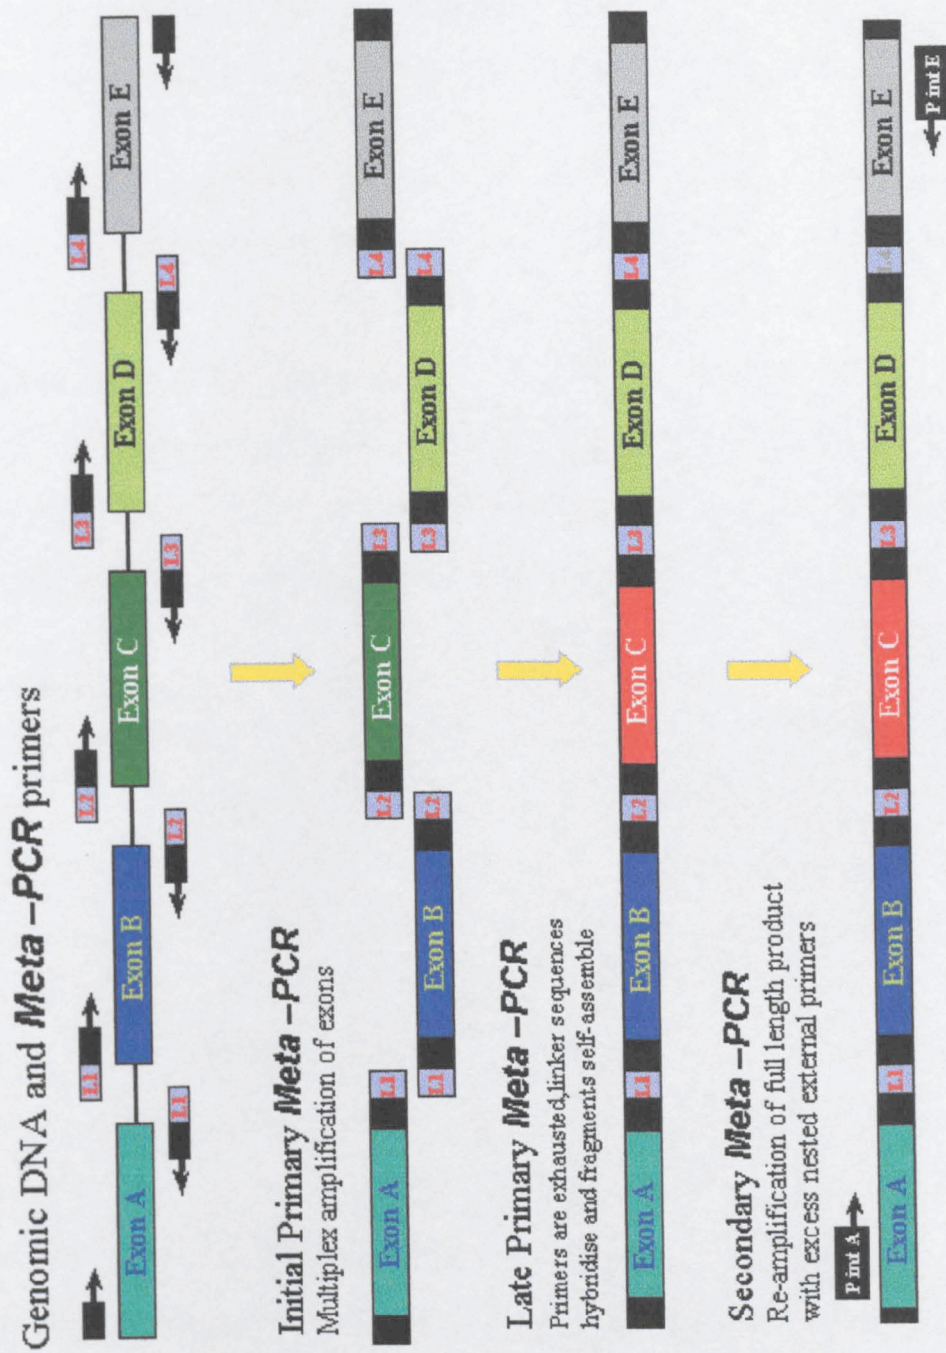 Genomic DNA and Meta –PCR primers
L1 L2 L3 L4
Exon A Exon B Exon C Exon D Exon E
L1 L2 L3 L4
Initial Primary Meta –PCR
Multiplex amplification of exons
Exon A L1 L2 Exon C L3 L4 Exon E
L1 Exon B L2 L3 Exon D L4
Late Primary Meta –PCR
Primers are exhausted,linker sequences
hybridise and fragments self-assemble
Exon A L1 Exon B L2 Exon C L3 Exon D L4 Exon E
Secondary Meta –PCR
Re-amplification of full length product
with excess nested external primers
P int A
Exon A L1 Exon B L2 Exon C L3 Exon D L4 Exon E
P int E